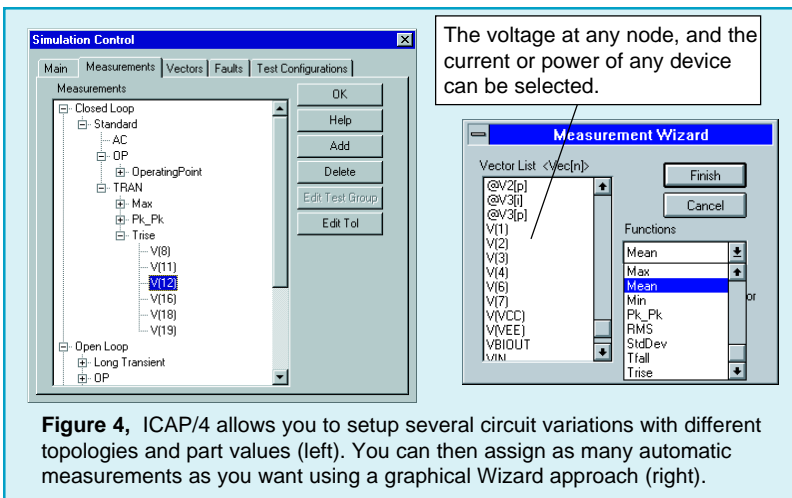 Simulation Control
Main Measurements Vectors Faults Test Configurations
Measurements
Closed Loop
Standard
AC
OP
OperatingPoint
TRAN
Max
Pk_Pk
Trise
V(8)
V(11)
V(12)
V(16)
V(18)
V(19)
Open Loop
Long Transient
OP
OK
Help
Add
Delete
Edit Test Group
Edit Tol
The voltage at any node, and the
current or power of any device
can be selected.
Measurement Wizard
Vector List <Vec[n]>
@V2[p]
@V3[i]
@V3[p]
V(1)
V(2)
V(3)
V(4)
V(6)
V(7)
V(VCC)
V(VEE)
VBIOUT
VIN
Finish
Cancel
Functions
Mean
Max
Mean
Min
Pk_Pk
RMS
StdDev
Tfall
Trise
or
Figure 4, ICAP/4 allows you to setup several circuit variations with different
topologies and part values (left). You can then assign as many automatic
measurements as you want using a graphical Wizard approach (right).